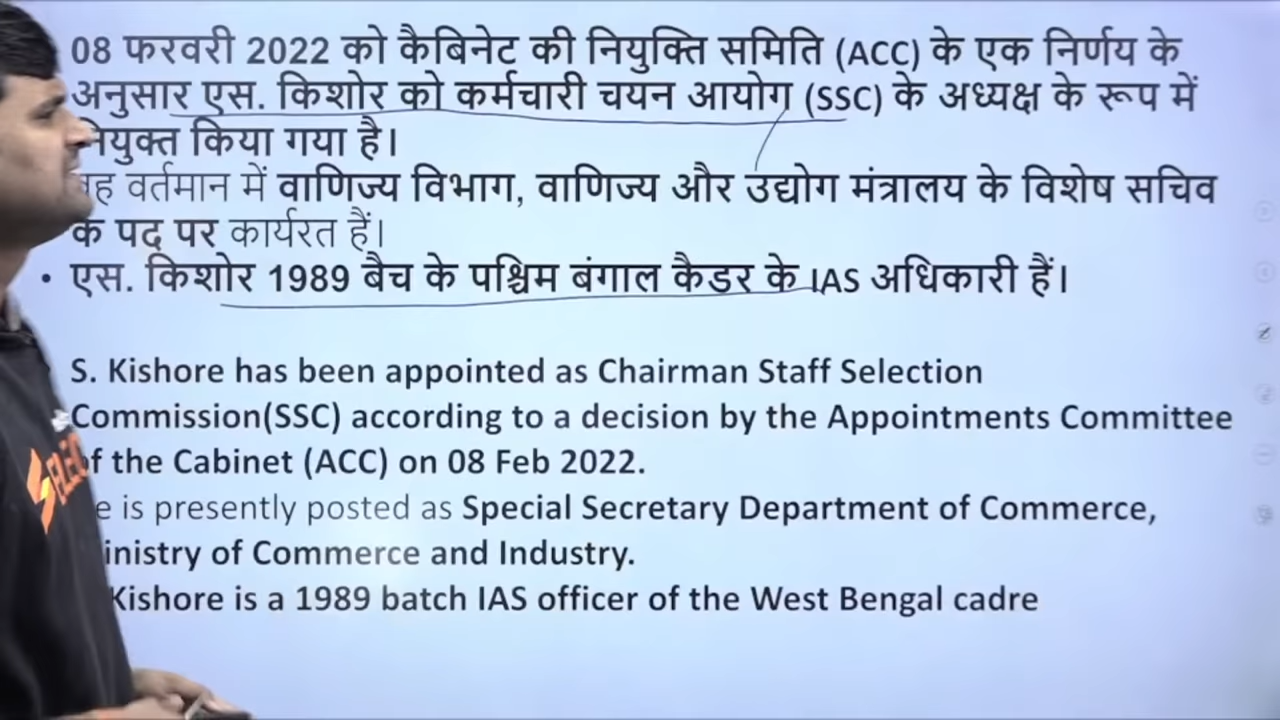 08 फरवरी 2022 को कैबिनेट की नियुक्ति समिति (ACC) के एक निर्णय के
अनुसार एस. किशोर को कर्मचारी चयन आयोग (SSC) के अध्यक्ष के रूप में
नियुक्त किया गया है।
वर्तमान में वाणिज्य विभाग, वाणिज्य और उद्योग मंत्रालय के विशेष सचिव
के पद पर कार्यरत हैं।
• एस. किशोर 1989 बैच के पश्चिम बंगाल कैडर के IAS अधिकारी हैं।
S. Kishore has been appointed as Chairman Staff Selection
Commission(SSC) according to a decision by the Appointments Committee
of the Cabinet (ACC) on 08 Feb 2022.
is presently posted as Special Secretary Department of Commerce,
inistry of Commerce and Industry.
Kishore is a 1989 batch IAS officer of the West Bengal cadre